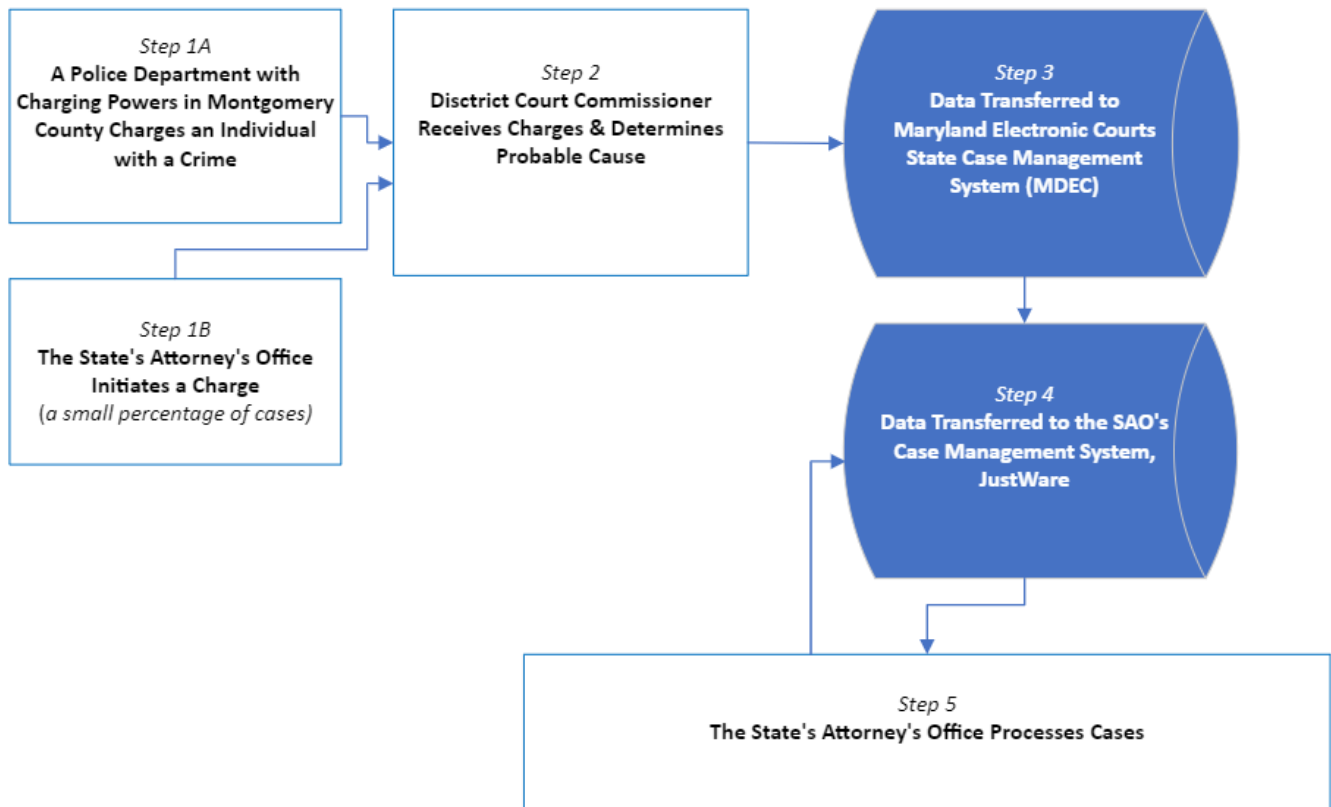 Step 1A
A Police Department with
Charging Powers in Montgomery
County Charges an Individual
with a Crime
Step 1B
The State's Attorney's Office
Initiates a Charge
(a small percentage of cases)
Step 2
Disctrict Court Commissioner
Receives Charges & Determines
Probable Cause
Step 3
Data Transferred to
Maryland Electronic Courts
State Case Management
System (MDEC)
Step 4
Data Transferred to the SAO's
Case Management System,
JustWare
Step 5
The State's Attorney's Office Processes Cases